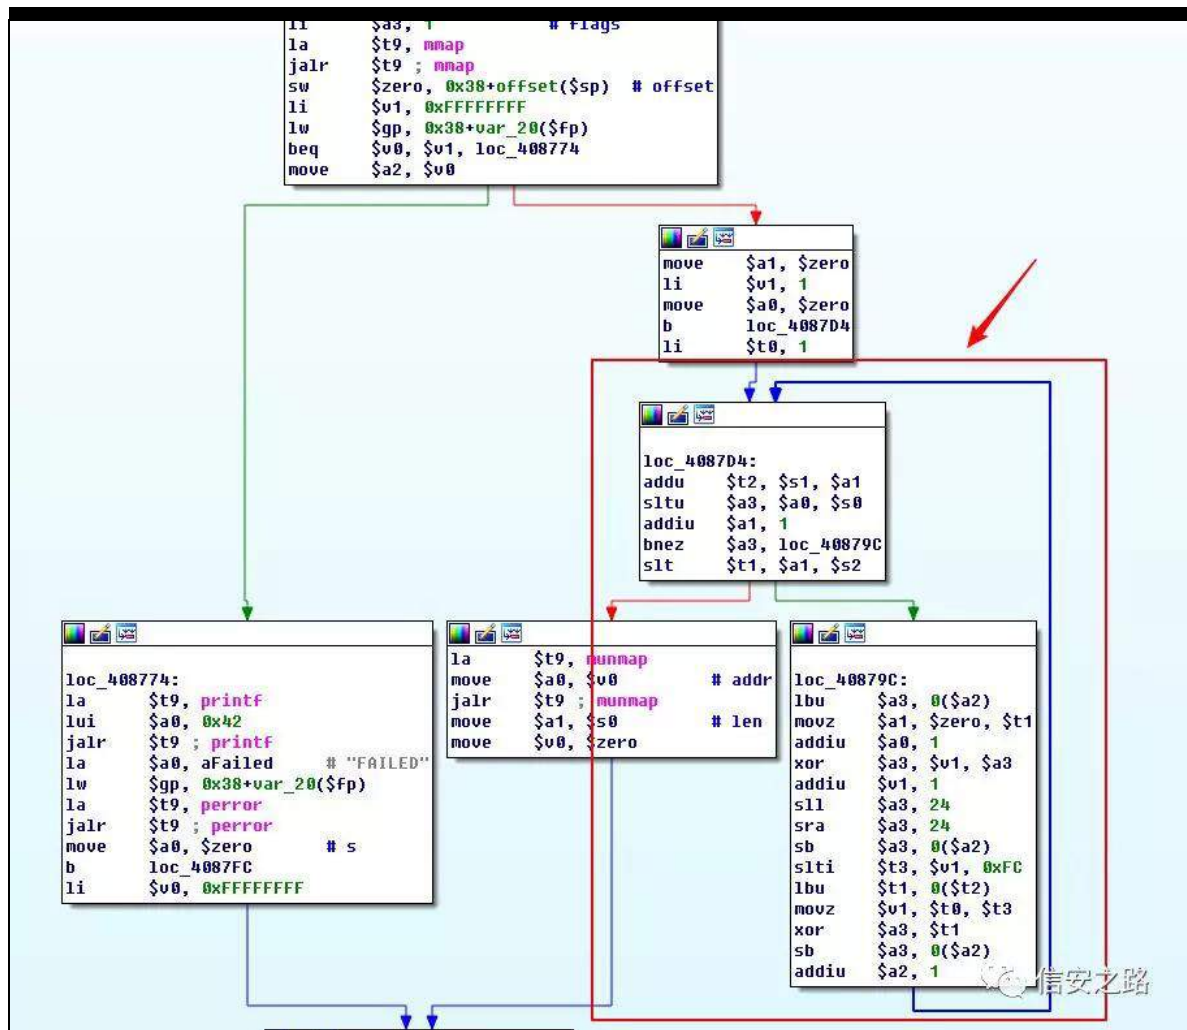 li $a3, 1 # flags
la $t9, mmap
jalr $t9 ; mmap
sw $zero, 0x38+offset($sp) # offset
li $v1, 0xFFFFFFFF
lw $gp, 0x38+var_20($fp)
beq $v0, $v1, loc_408774
move $a2, $v0
move $a1, $zero
li $v1, 1
move $a0, $zero
b loc_4087D4
li $t0, 1
loc_4087D4:
addu $t2, $s1, $a1
sltu $a3, $a0, $s0
addiu $a1, 1
bnez $a3, loc_40879C
slt $t1, $a1, $s2
loc_408774:
la $t9, printf
lui $a0, 0x42
jalr $t9 ; printf
la $a0, aFailed # "FAILED"
lw $gp, 0x38+var_20($fp)
la $t9, perror
jalr $t9 ; perror
move $a0, $zero # s
b loc_4087FC
li $v0, 0xFFFFFFFF
la $t9, munmap
move $a0, $v0 # addr
jalr $t9 ; munmap
move $a1, $s0 # len
move $v0, $zero
loc_40879C:
lbu $a3, 0($a2)
movz $a1, $zero, $t1
addiu $a0, 1
xor $a3, $v1, $a3
addiu $v1, 1
sll $a3, 24
sra $a3, 24
sb $a3, 0($a2)
slti $t3, $v1, 0xFC
lbu $t1, 0($t2)
movz $v1, $t0, $t3
xor $a3, $t1
sb $a3, 0($a2)
addiu $a2, 1
信安之路